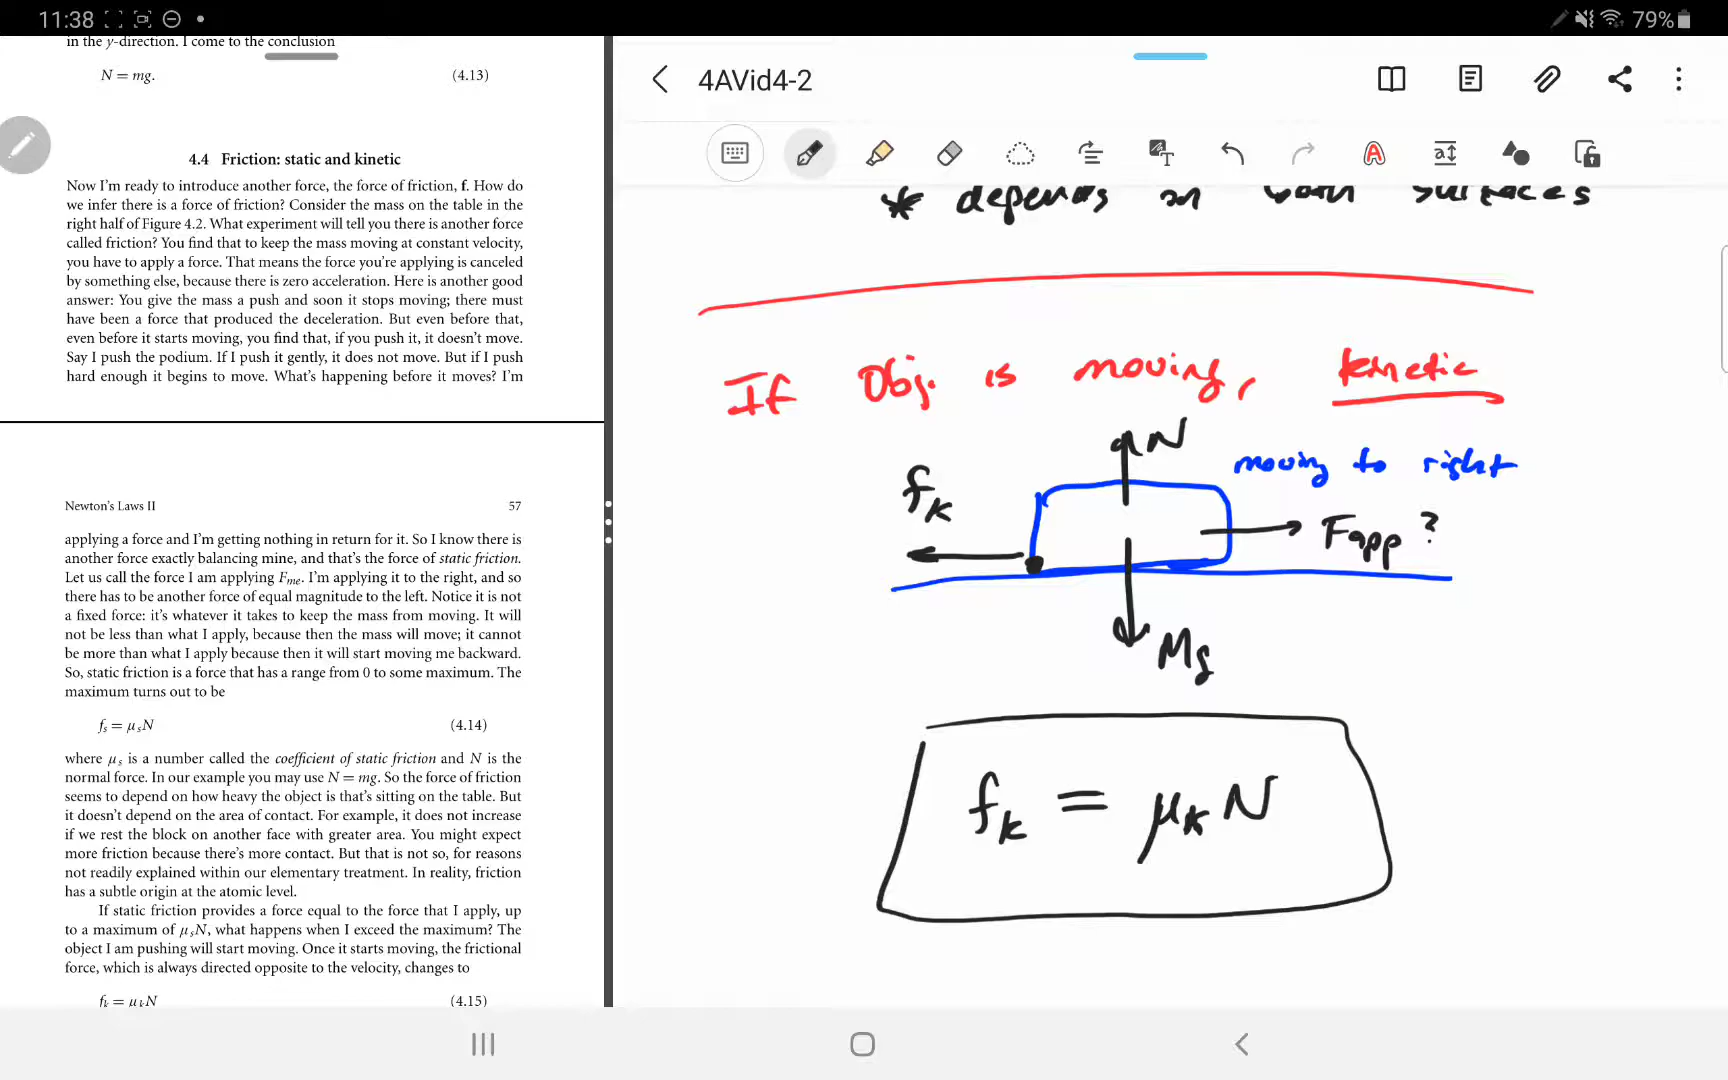 11:38
79%
in the y-direction. I come to the conclusion
N = mg. (4.13)
4.4 Friction: static and kinetic
Now I'm ready to introduce another force, the force of friction, f. How do
we infer there is a force of friction? Consider the mass on the table in the
right half of Figure 4.2. What experiment will tell you there is another force
called friction? You find that to keep the mass moving at constant velocity,
you have to apply a force. That means the force you're applying is canceled
by something else, because there is zero acceleration. Here is another good
answer: You give the mass a push and soon it stops moving; there must
have been a force that produced the deceleration. But even before that,
even before it starts moving, you find that, if you push it, it doesn't move.
Say I push the podium. If I push it gently, it does not move. But if I push
hard enough it begins to move. What's happening before it moves? I'm
Newton's Laws II 57
applying a force and I'm getting nothing in return for it. So I know there is
another force exactly balancing mine, and that's the force of static friction.
Let us call the force I am applying Fme. I'm applying it to the right, and so
there has to be another force of equal magnitude to the left. Notice it is not
a fixed force: it's whatever it takes to keep the mass from moving. It will
not be less than what I apply, because then the mass will move; it cannot
be more than what I apply because then it will start moving me backward.
So, static friction is a force that has a range from 0 to some maximum. The
maximum turns out to be
fs = μsN (4.14)
where μs is a number called the coefficient of static friction and N is the
normal force. In our example you may use N = mg. So the force of friction
seems to depend on how heavy the object is that's sitting on the table. But
it doesn't depend on the area of contact. For example, it does not increase
if we rest the block on another face with greater area. You might expect
more friction because there's more contact. But that is not so, for reasons
not readily explained within our elementary treatment. In reality, friction
has a subtle origin at the atomic level.
If static friction provides a force equal to the force that I apply, up
to a maximum of μsN, what happens when I exceed the maximum? The
object I am pushing will start moving. Once it starts moving, the frictional
force, which is always directed opposite to the velocity, changes to
fk = μkN (4.15)
4AVid4-2
* depends on both surfaces
If Obj. is moving, kinetic
N
moving to right
fk
Fapp ?
Mg
fk = μk N